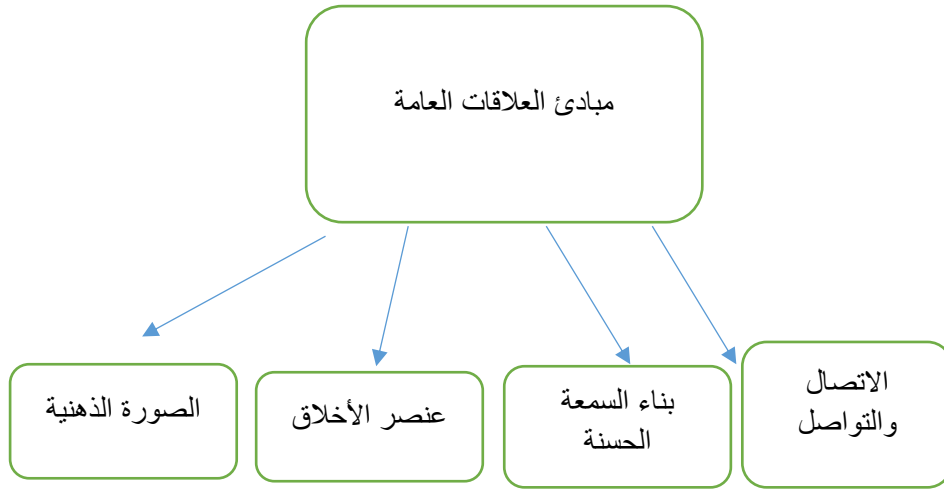 مبادئ العلاقات العامة
الاتصال
والتواصل
بناء السمعة
الحسنة
عنصر الأخلاق
الصورة الذهنية